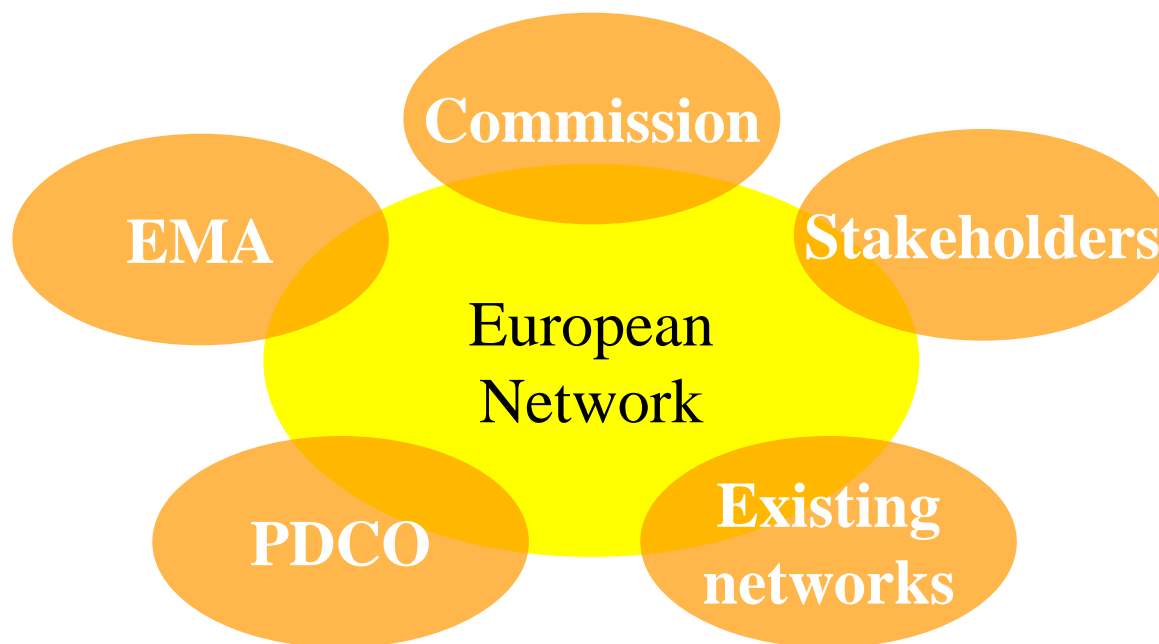 Commission
EMA
Stakeholders
European
Network
PDCO
Existing
networks